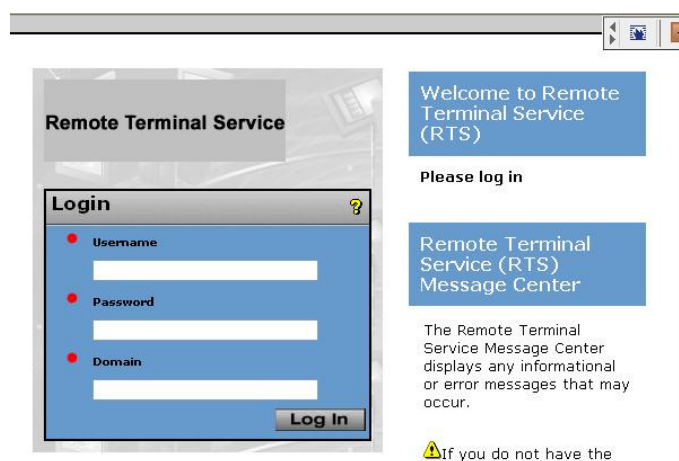 Remote Terminal Service
Login
?
Username
Password
Domain
Log In
Welcome to Remote
Terminal Service
(RTS)
Please log in
Remote Terminal
Service (RTS)
Message Center
The Remote Terminal
Service Message Center
displays any informational
or error messages that may
occur.
If you do not have the